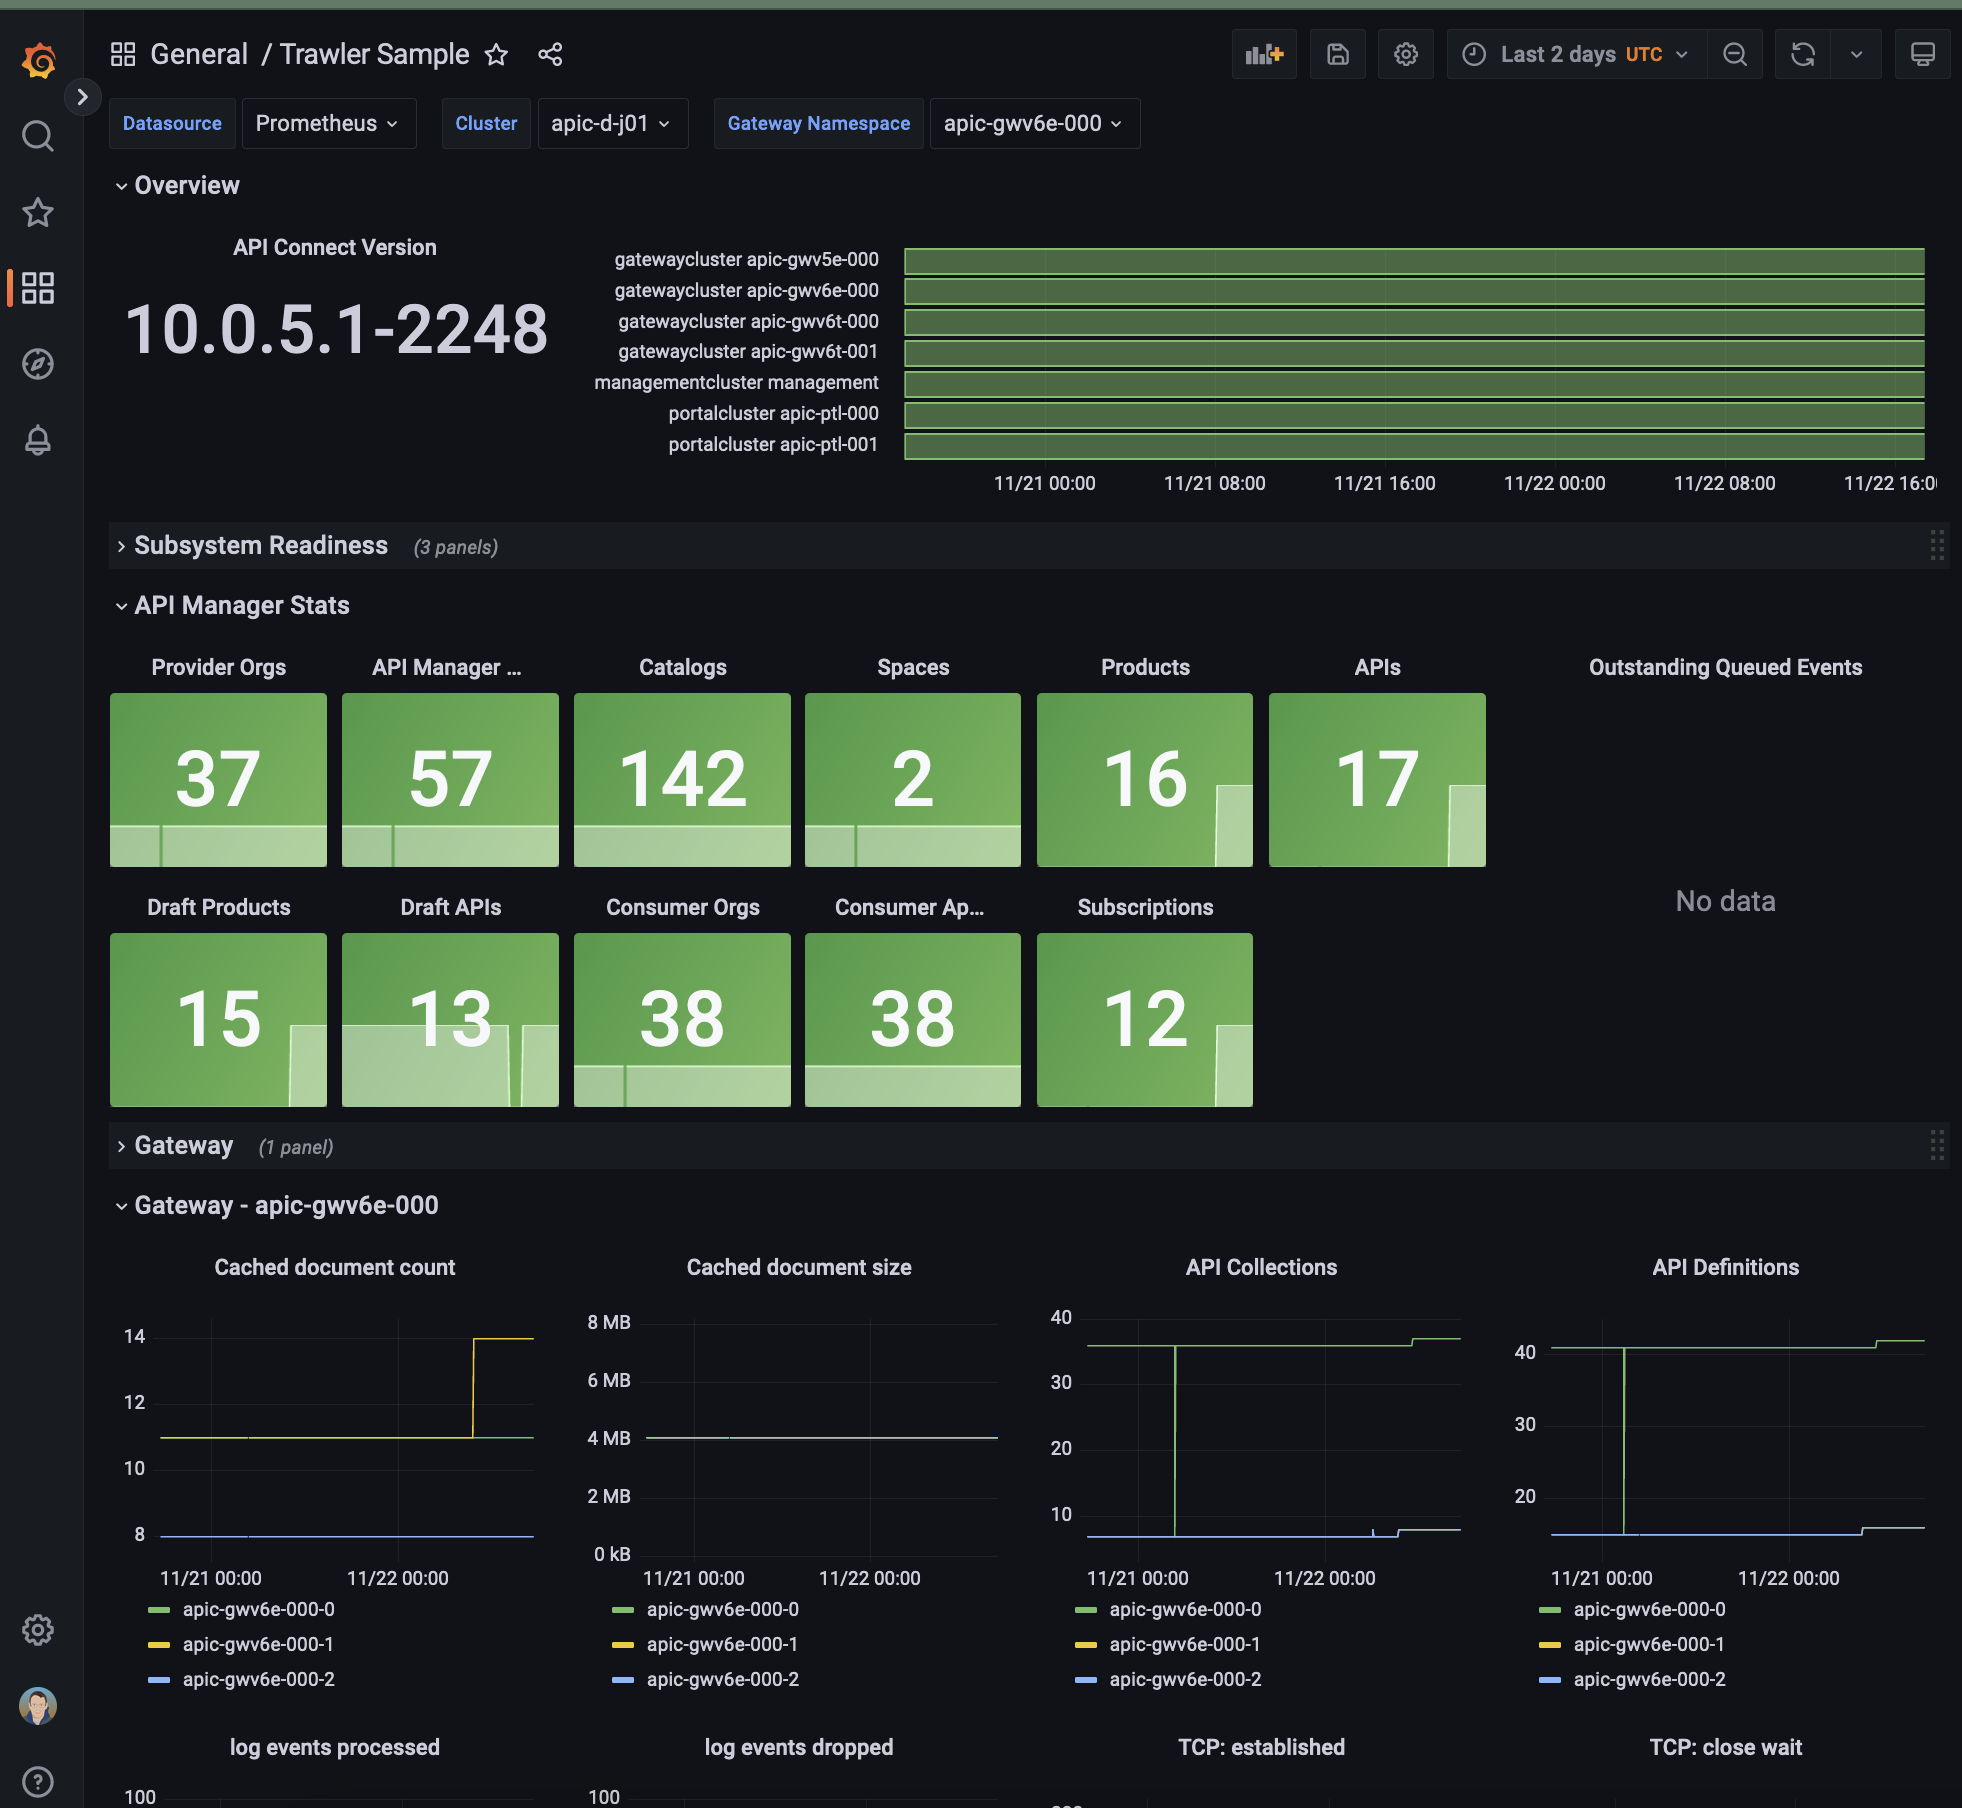 General / Trawler Sample
Last 2 days UTC
Datasource Prometheus Cluster apic-d-j01 Gateway Namespace apic-gwv6e-000
Overview
API Connect Version
10.0.5.1-2248
gatewaycluster apic-gwv5e-000
gatewaycluster apic-gwv6e-000
gatewaycluster apic-gwv6t-000
gatewaycluster apic-gwv6t-001
managementcluster management
portalcluster apic-ptl-000
portalcluster apic-ptl-001
11/21 00:00 11/21 08:00 11/21 16:00 11/22 00:00 11/22 08:00 11/22 16:0
Subsystem Readiness (3 panels)
API Manager Stats
Provider Orgs API Manager ... Catalogs Spaces Products APIs Outstanding Queued Events
37 57 142 2 16 17
No data
Draft Products Draft APIs Consumer Orgs Consumer Ap... Subscriptions
15 13 38 38 12
Gateway (1 panel)
Gateway - apic-gwv6e-000
Cached document count
14
12
10
8
11/21 00:00 11/22 00:00
apic-gwv6e-000-0
apic-gwv6e-000-1
apic-gwv6e-000-2
Cached document size
8 MB
6 MB
4 MB
2 MB
0 kB
11/21 00:00 11/22 00:00
apic-gwv6e-000-0
apic-gwv6e-000-1
apic-gwv6e-000-2
API Collections
40
30
20
10
11/21 00:00 11/22 00:00
apic-gwv6e-000-0
apic-gwv6e-000-1
apic-gwv6e-000-2
API Definitions
40
30
20
11/21 00:00 11/22 00:00
apic-gwv6e-000-0
apic-gwv6e-000-1
apic-gwv6e-000-2
log events processed log events dropped TCP: established TCP: close wait
100 100